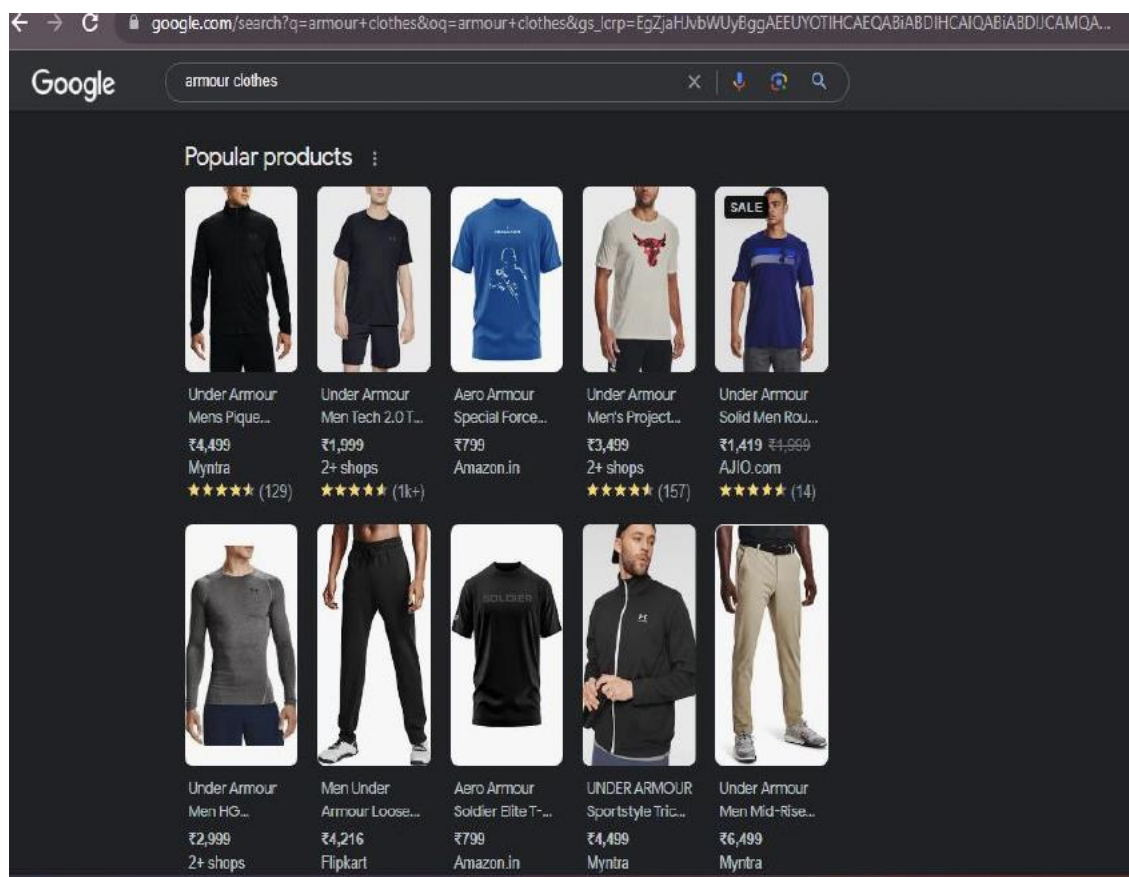 google.com/search?q=armour+clothes&oq=armour+clothes&gs_lcrp=EgZjaHJvbWUyBggAEEUYOTIHCAEQABiABDIHCAIQABiABDIJCAMQA...
Google
armour clothes
Popular products
SALE
Under Armour Under Armour Aero Armour Under Armour Under Armour
Mens Pique... Men Tech 2.0 T... Special Force... Men's Project... Solid Men Rou...
₹4,499 ₹1,999 ₹799 ₹3,499 ₹1,419 ₹1,999
Myntra 2+ shops Amazon.in 2+ shops AJIO.com
(129) (1k+) (157) (14)
SOLDIER
Under Armour Men Under Aero Armour UNDER ARMOUR Under Armour
Men HG... Armour Loose... Soldier Elite T-... Sportstyle Tric... Men Mid-Rise...
₹2,999 ₹4,216 ₹799 ₹4,499 ₹6,499
2+ shops Flipkart Amazon.in Myntra Myntra